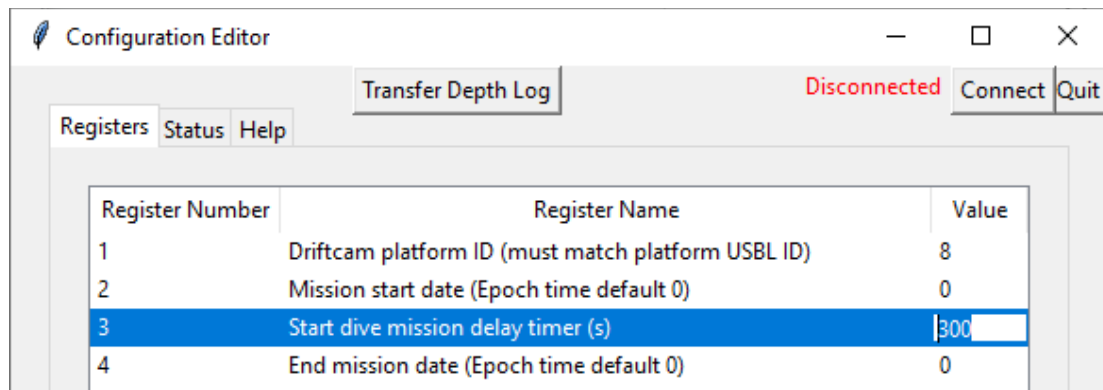 Configuration Editor
Transfer Depth Log Disconnected Connect Quit
Registers Status Help
Register Number Register Name Value
1 Driftcam platform ID (must match platform USBL ID) 8
2 Mission start date (Epoch time default 0) 0
3 Start dive mission delay timer (s) 300
4 End mission date (Epoch time default 0) 0